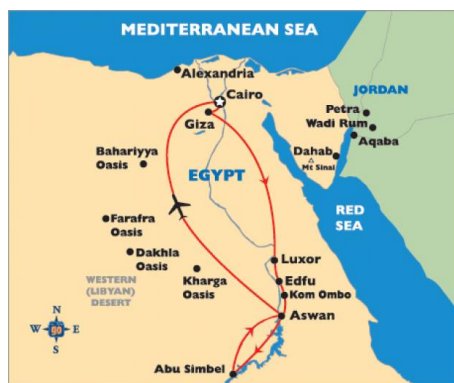 MEDITERRANEAN SEA
Alexandria
Cairo
Giza
JORDAN
Petra
Wadi Rum
Aqaba
Dahab
Mt Sinai
Bahariyya
Oasis
EGYPT
RED
SEA
Farafra
Oasis
Dakhla
Oasis
Kharga
Oasis
WESTERN
(LIBYAN)
DESERT
Luxor
Edfu
Kom Ombo
Aswan
Abu Simbel
N
W
E
S